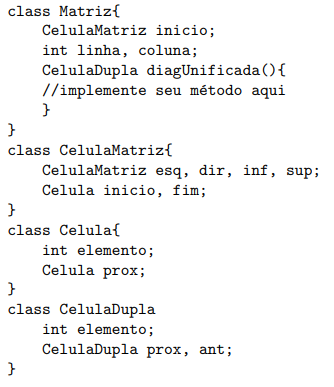 class Matriz{
    CelulaMatriz inicio;
    int linha, coluna;
    CelulaDupla diagUnificada(){
    //implemente seu método aqui
    }
}
class CelulaMatriz{
    CelulaMatriz esq, dir, inf, sup;
    Celula inicio, fim;
}
class Celula{
    int elemento;
    Celula prox;
}
class CelulaDupla
    int elemento;
    CelulaDupla prox, ant;
}